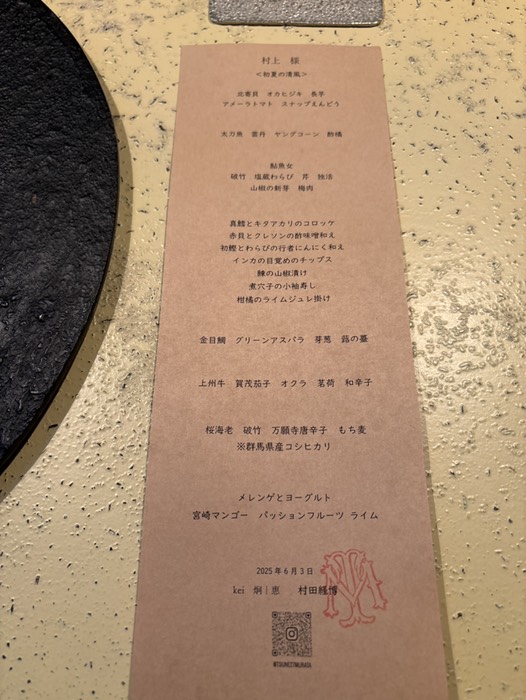 村上 様
<初夏の清風>
北寄貝 オカヒジキ 長芋
アメーラトマト スナップえんどう
太刀魚 雲丹 ヤングコーン 酢橘
鮎魚女
破竹 塩蔵わらび 芹 独活
山椒の新芽 梅肉
真鱈とキタアカリのコロッケ
赤貝とクレソンの酢味噌和え
初鰹とわらびの行者にんにく和え
インカの目覚めのチップス
鰊の山椒漬け
煮穴子の小袖寿し
柑橘のライムジュレ掛け
金目鯛 グリーンアスパラ 芽葱 蕗の薹
上州牛 賀茂茄子 オクラ 茗荷 和辛子
桜海老 破竹 万願寺唐辛子 もち麦
※群馬県産コシヒカリ
メレンゲとヨーグルト
宮崎マンゴー パッションフルーツ ライム
2025年6月3日
kei 炯|恵 村田経博